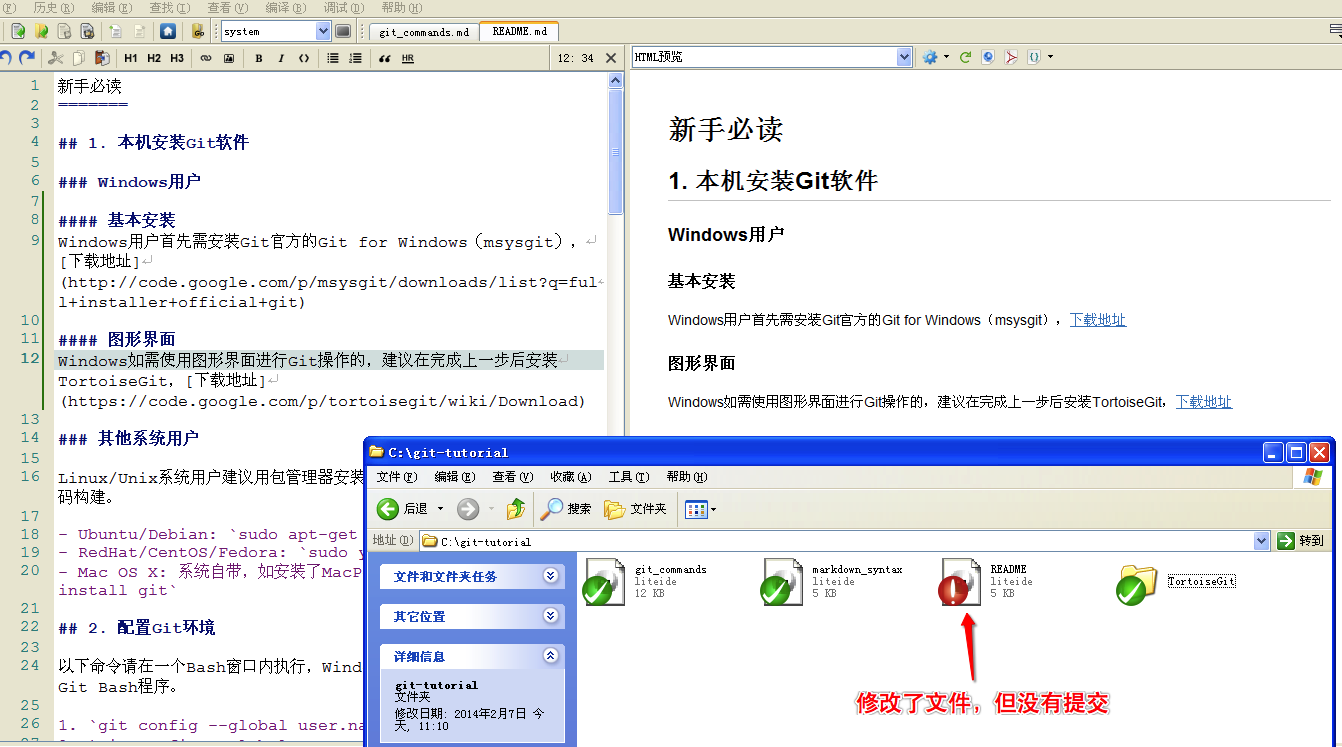 (F) 历史(R) 编辑(E) 查找(I) 查看(V) 编译(B) 调试(D) 帮助(H)
system git_commands.md README.md
H1 H2 H3 B I <> HR 12: 34 HTML预览
1 新手必读
2 =======
3
4 ## 1. 本机安装Git软件
5
6 ### Windows用户
7
8 #### 基本安装
9 Windows用户首先需安装Git官方的Git for Windows（msysgit），
[下载地址]
(http://code.google.com/p/msysgit/downloads/list?q=ful
l+installer+official+git)
10
11 #### 图形界面
12 Windows如需使用图形界面进行Git操作的，建议在完成上一步后安装
TortoiseGit，[下载地址]
(https://code.google.com/p/tortoisegit/wiki/Download)
13
14 ### 其他系统用户
15
16 Linux/Unix系统用户建议用包管理器安装
码构建。
17
18 - Ubuntu/Debian: `sudo apt-get
19 - RedHat/CentOS/Fedora: `sudo y
20 - Mac OS X: 系统自带，如安装了MacP
install git`
21
22 ## 2. 配置Git环境
23
24 以下命令请在一个Bash窗口内执行，Wind
Git Bash程序。
25
26 1. `git config --global user.na
新手必读
1. 本机安装Git软件
Windows用户
基本安装
Windows用户首先需安装Git官方的Git for Windows（msysgit），下载地址
图形界面
Windows如需使用图形界面进行Git操作的，建议在完成上一步后安装TortoiseGit，下载地址
C:\git-tutorial
文件(F) 编辑(E) 查看(V) 收藏(A) 工具(T) 帮助(H)
后退 搜索 文件夹
地址(D) C:\git-tutorial 转到
文件和文件夹任务
其它位置
详细信息
git-tutorial
文件夹
修改日期: 2014年2月7日 今
天, 11:10
git_commands
liteide
12 KB
markdown_syntax
liteide
5 KB
README
liteide
5 KB
TortoiseGit
修改了文件，但没有提交